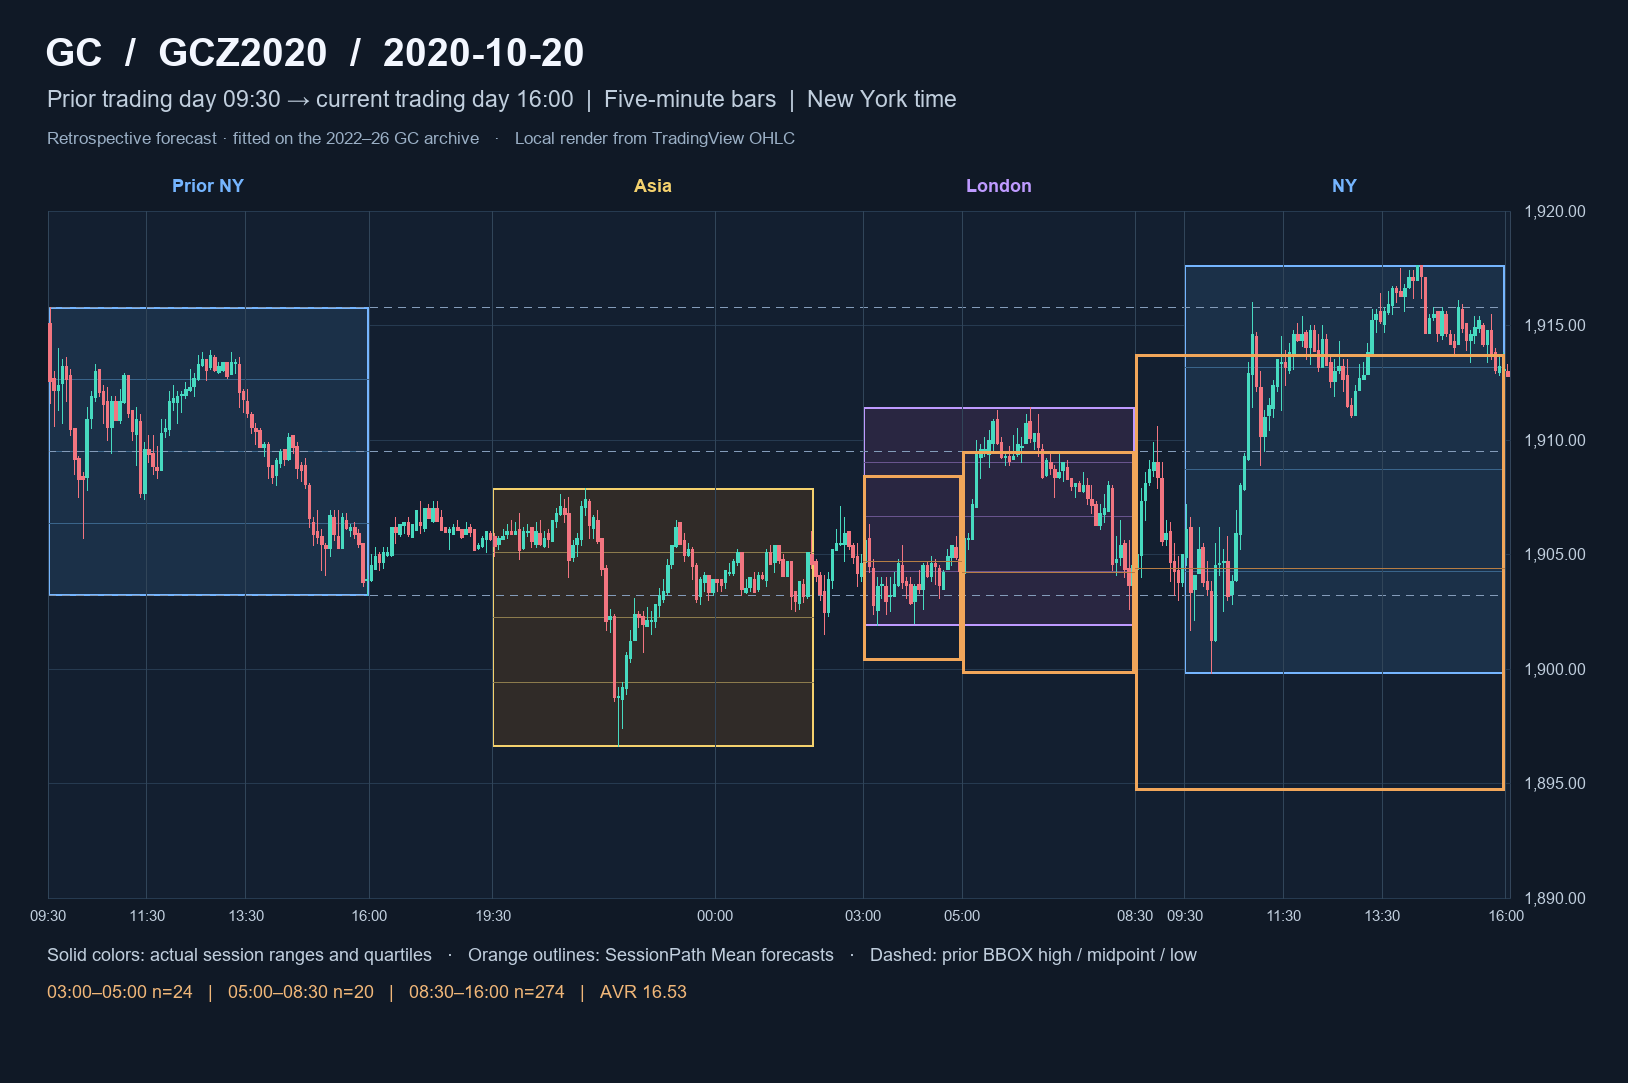 GC / GCZ2020 / 2020-10-20
Prior trading day 09:30 → current trading day 16:00 | Five-minute bars | New York time
Retrospective forecast · fitted on the 2022–26 GC archive · Local render from TradingView OHLC
Prior NY Asia London NY
1,920.00
1,915.00
1,910.00
1,905.00
1,900.00
1,895.00
1,890.00
09:30 11:30 13:30 16:00 19:30 00:00 03:00 05:00 08:30 09:30 11:30 13:30 16:00
Solid colors: actual session ranges and quartiles · Orange outlines: SessionPath Mean forecasts · Dashed: prior BBOX high / midpoint / low
03:00–05:00 n=24 | 05:00–08:30 n=20 | 08:30–16:00 n=274 | AVR 16.53